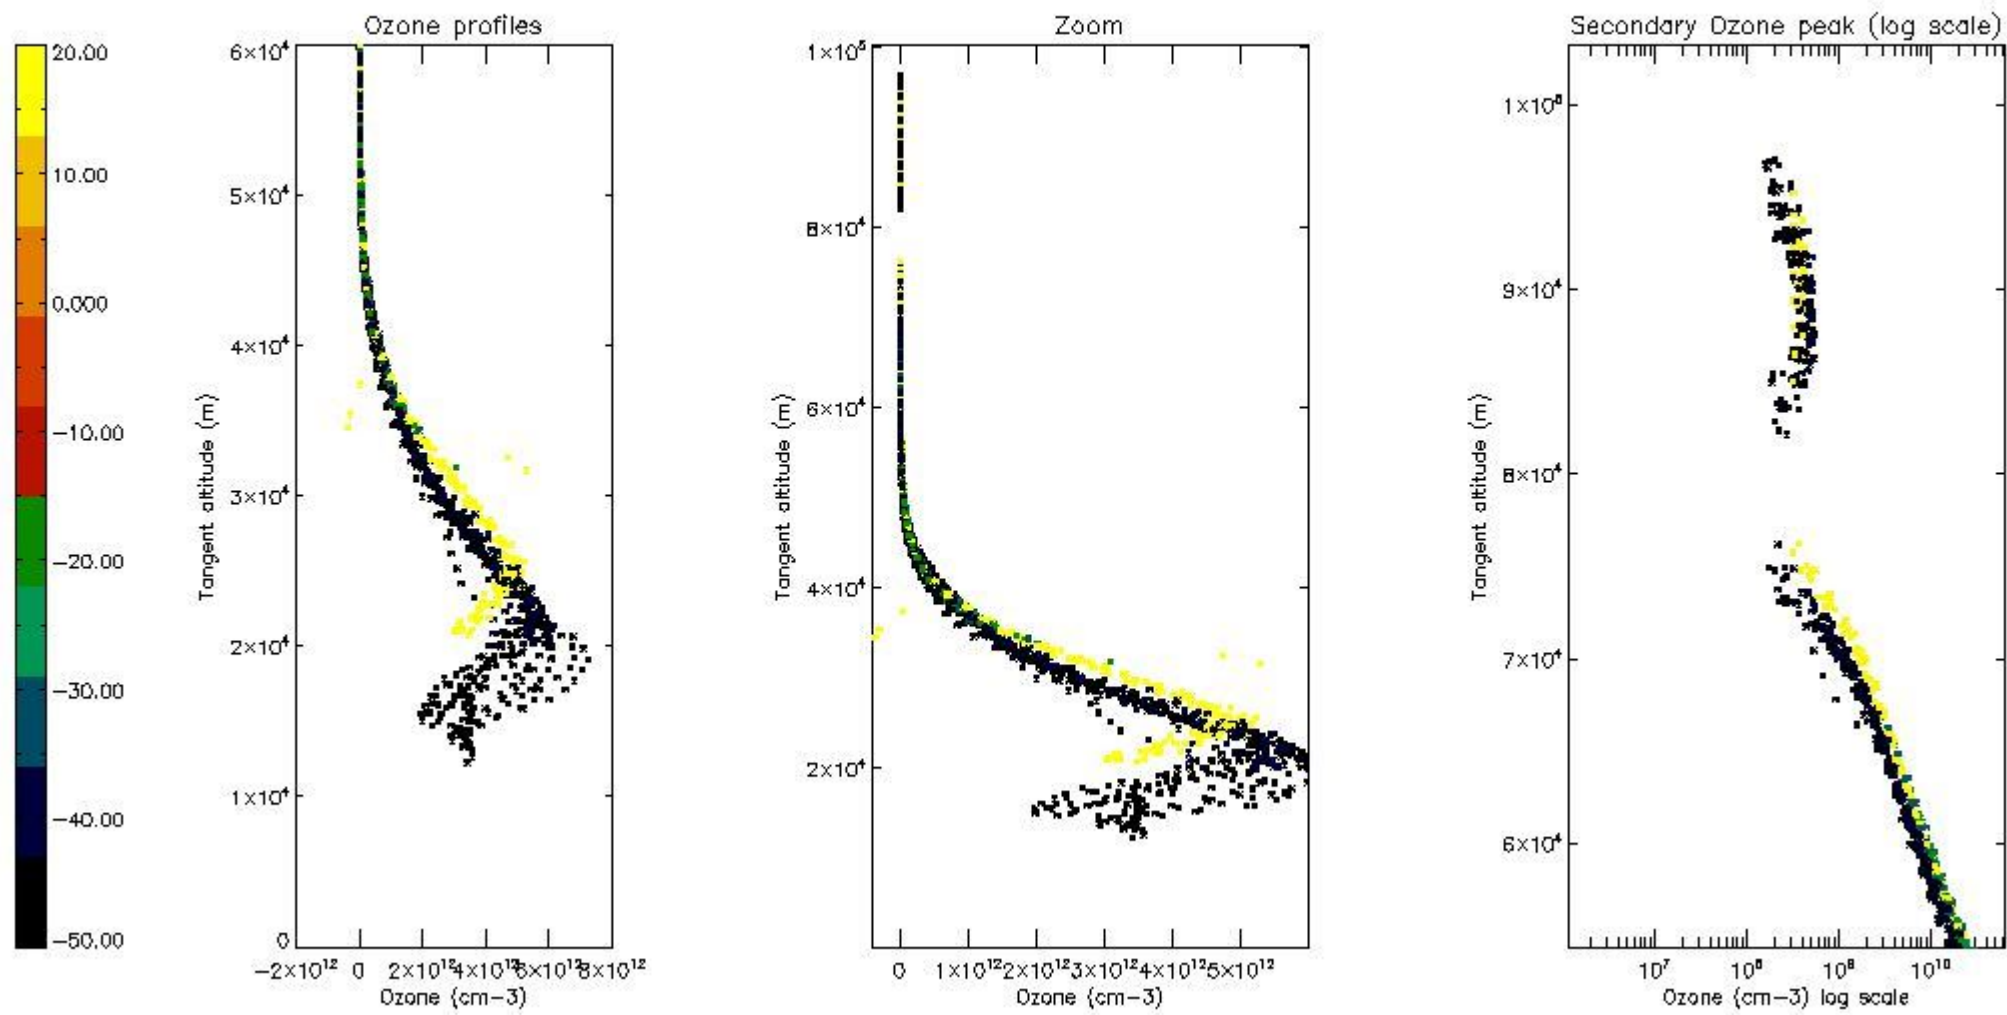 Ozone profiles
Zoom
Secondary Ozone peak (log scale)
20.00
10.00
0.000
−10.00
−20.00
−30.00
−40.00
−50.00
Tangent altitude (m)
6×10⁴
5×10⁴
4×10⁴
3×10⁴
2×10⁴
1×10⁴
0
−2×10¹² 0 2×10¹² 4×10¹² 6×10¹² 8×10¹²
Ozone (cm−3)
Tangent altitude (m)
1×10⁵
8×10⁴
6×10⁴
4×10⁴
2×10⁴
0 1×10¹² 2×10¹² 3×10¹² 4×10¹² 5×10¹²
Ozone (cm−3)
Tangent altitude (m)
9×10⁴
8×10⁴
7×10⁴
6×10⁴
10⁷ 10¹⁰
Ozone (cm−3) log scale